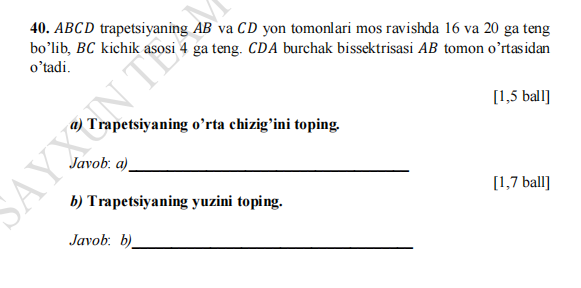 40. ABCD trapetsiyaning AB va CD yon tomonlari mos ravishda 16 va 20 ga teng
bo’lib, BC kichik asosi 4 ga teng. CDA burchak bissektrisasi AB tomon o’rtasidan
o’tadi.
[1,5 ball]
a) Trapetsiyaning o’rta chizig’ini toping.
Javob: a)
[1,7 ball]
b) Trapetsiyaning yuzini toping.
Javob: b)
SAYXUN TEAM